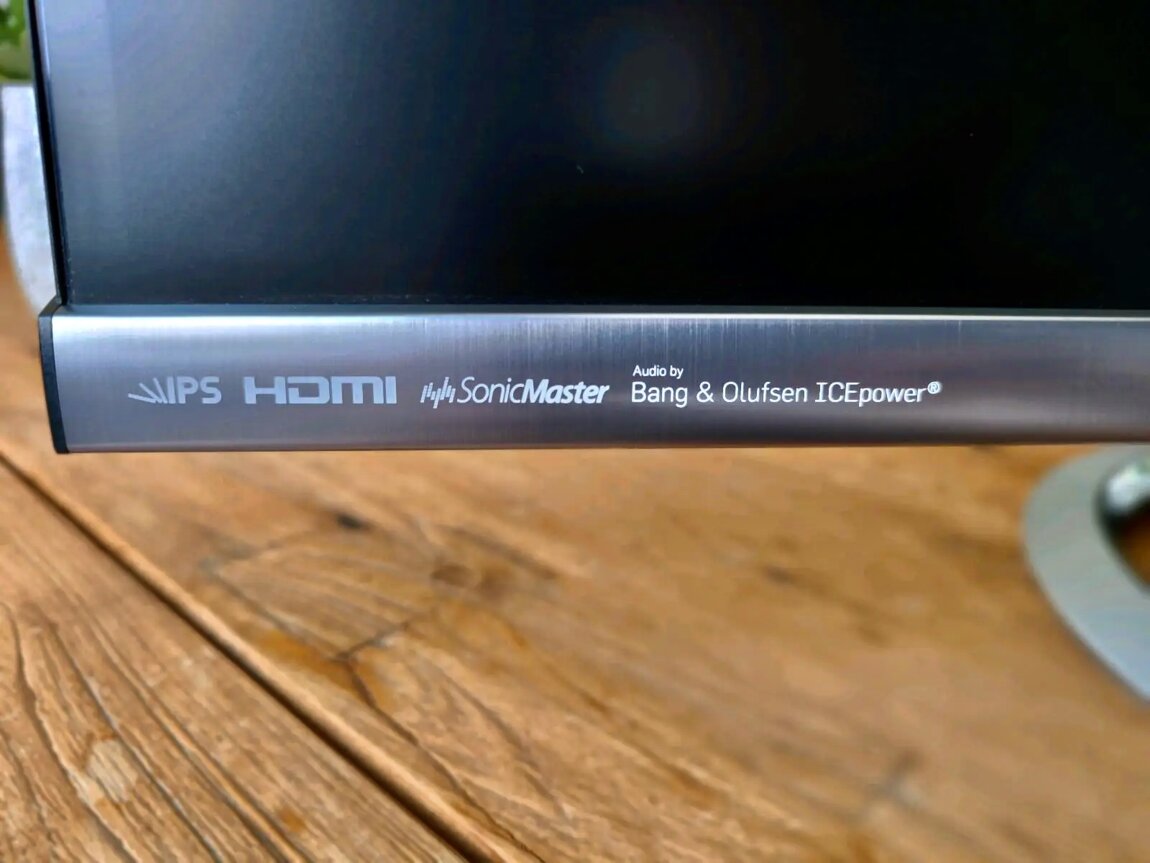 IPS HDMI SonicMaster
Audio by
Bang & Olufsen ICEpower®